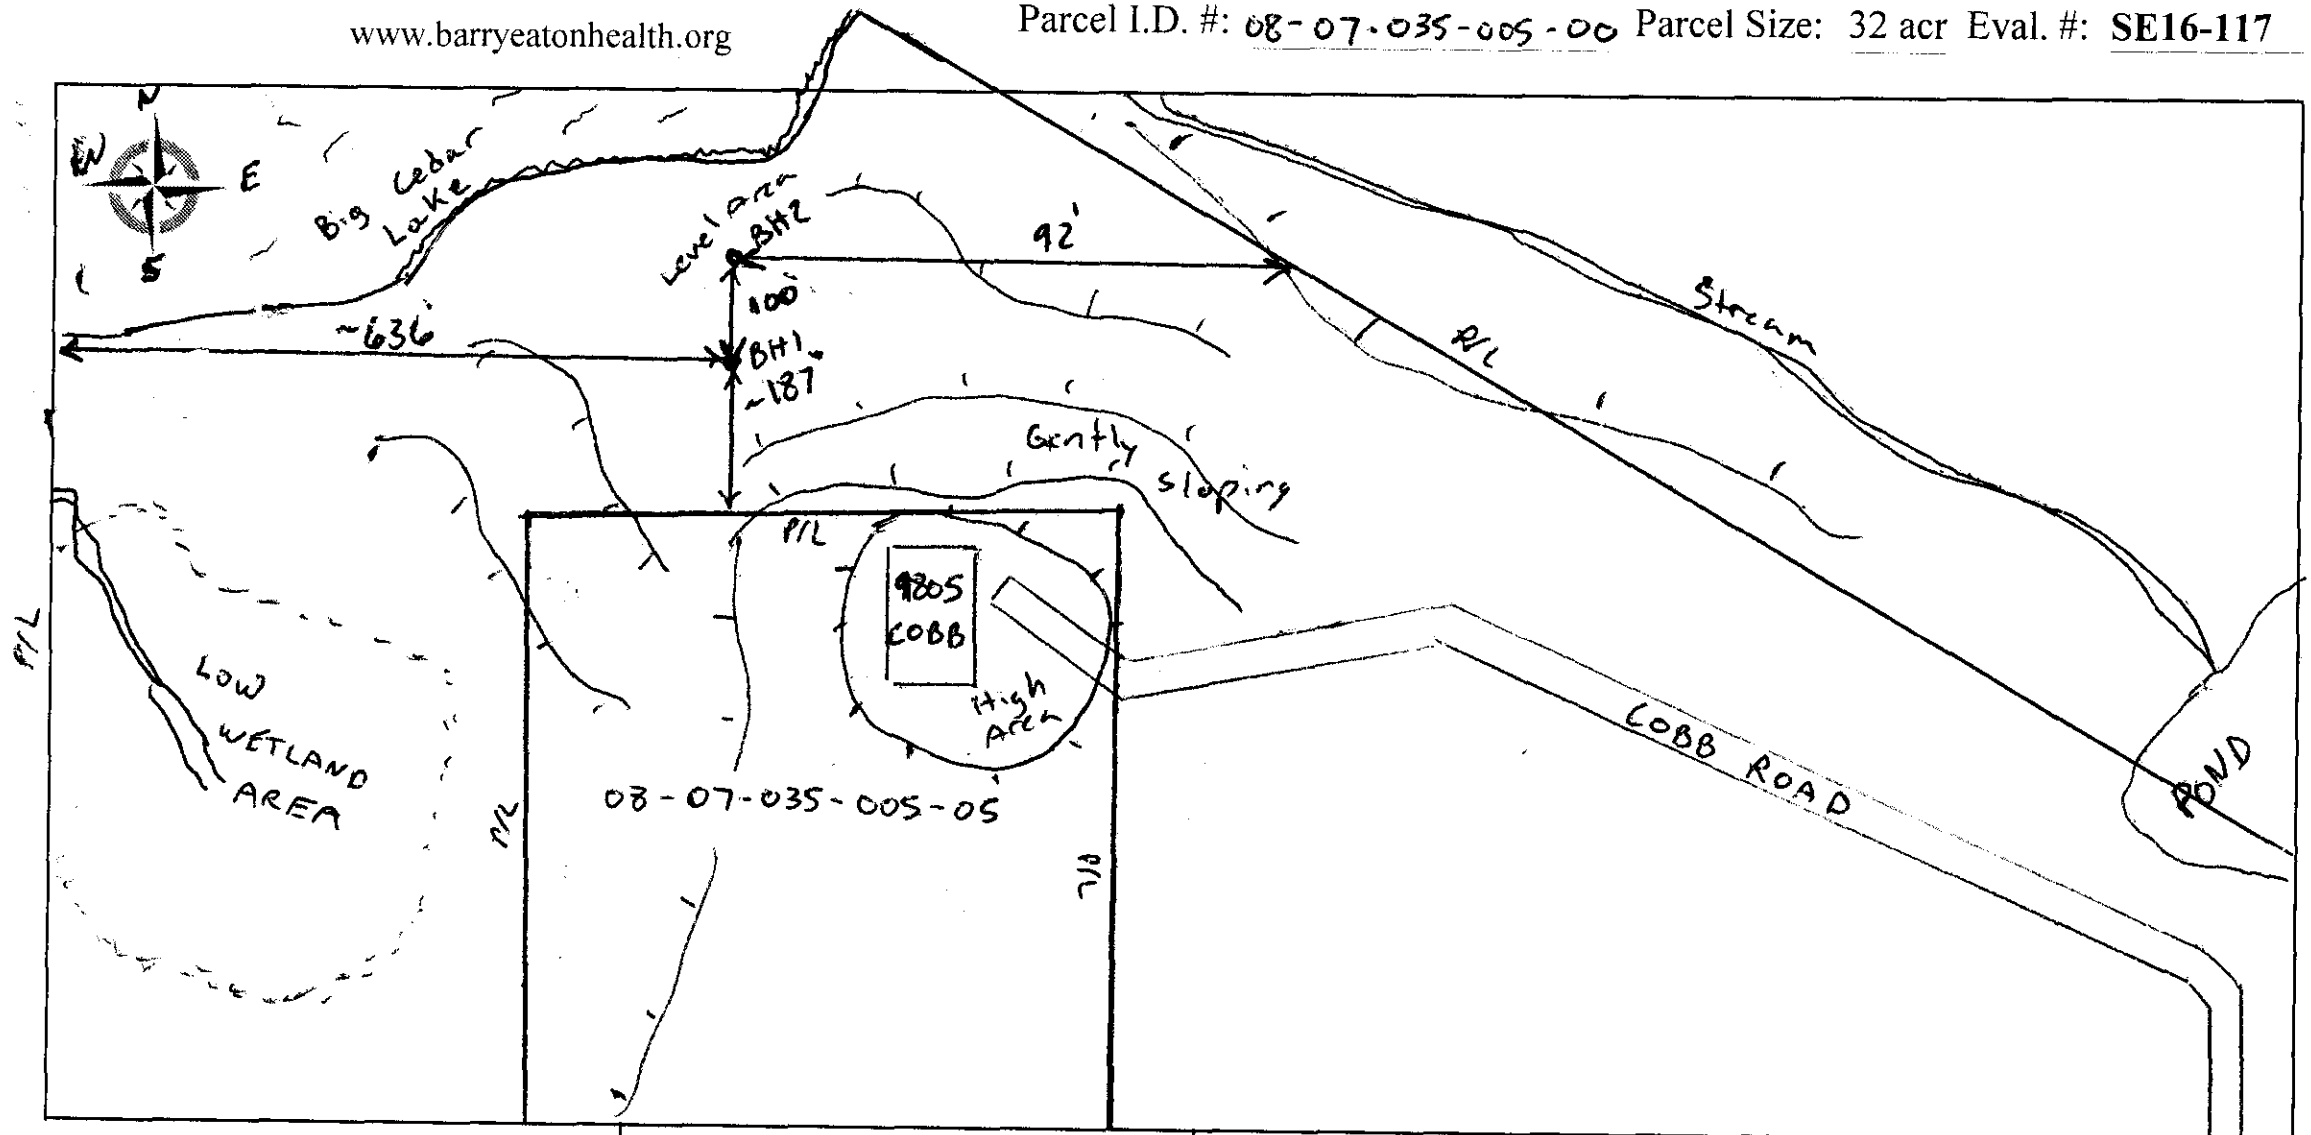 www.barryeatonhealth.org
Parcel I.D. #: 08-07-035-005-00 Parcel Size: 32 acr Eval. #: SE16-117
N
W
E
S
Big Cedar
Lake
Level Area
BH2
92'
100'
~636'
BH1
~187'
Stream
P/L
Gently
Sloping
P/L
9805
COBB
High
Area
P/L
LOW
WETLAND
AREA
COBB ROAD
POND
08-07-035-005-05
P/L
P/L